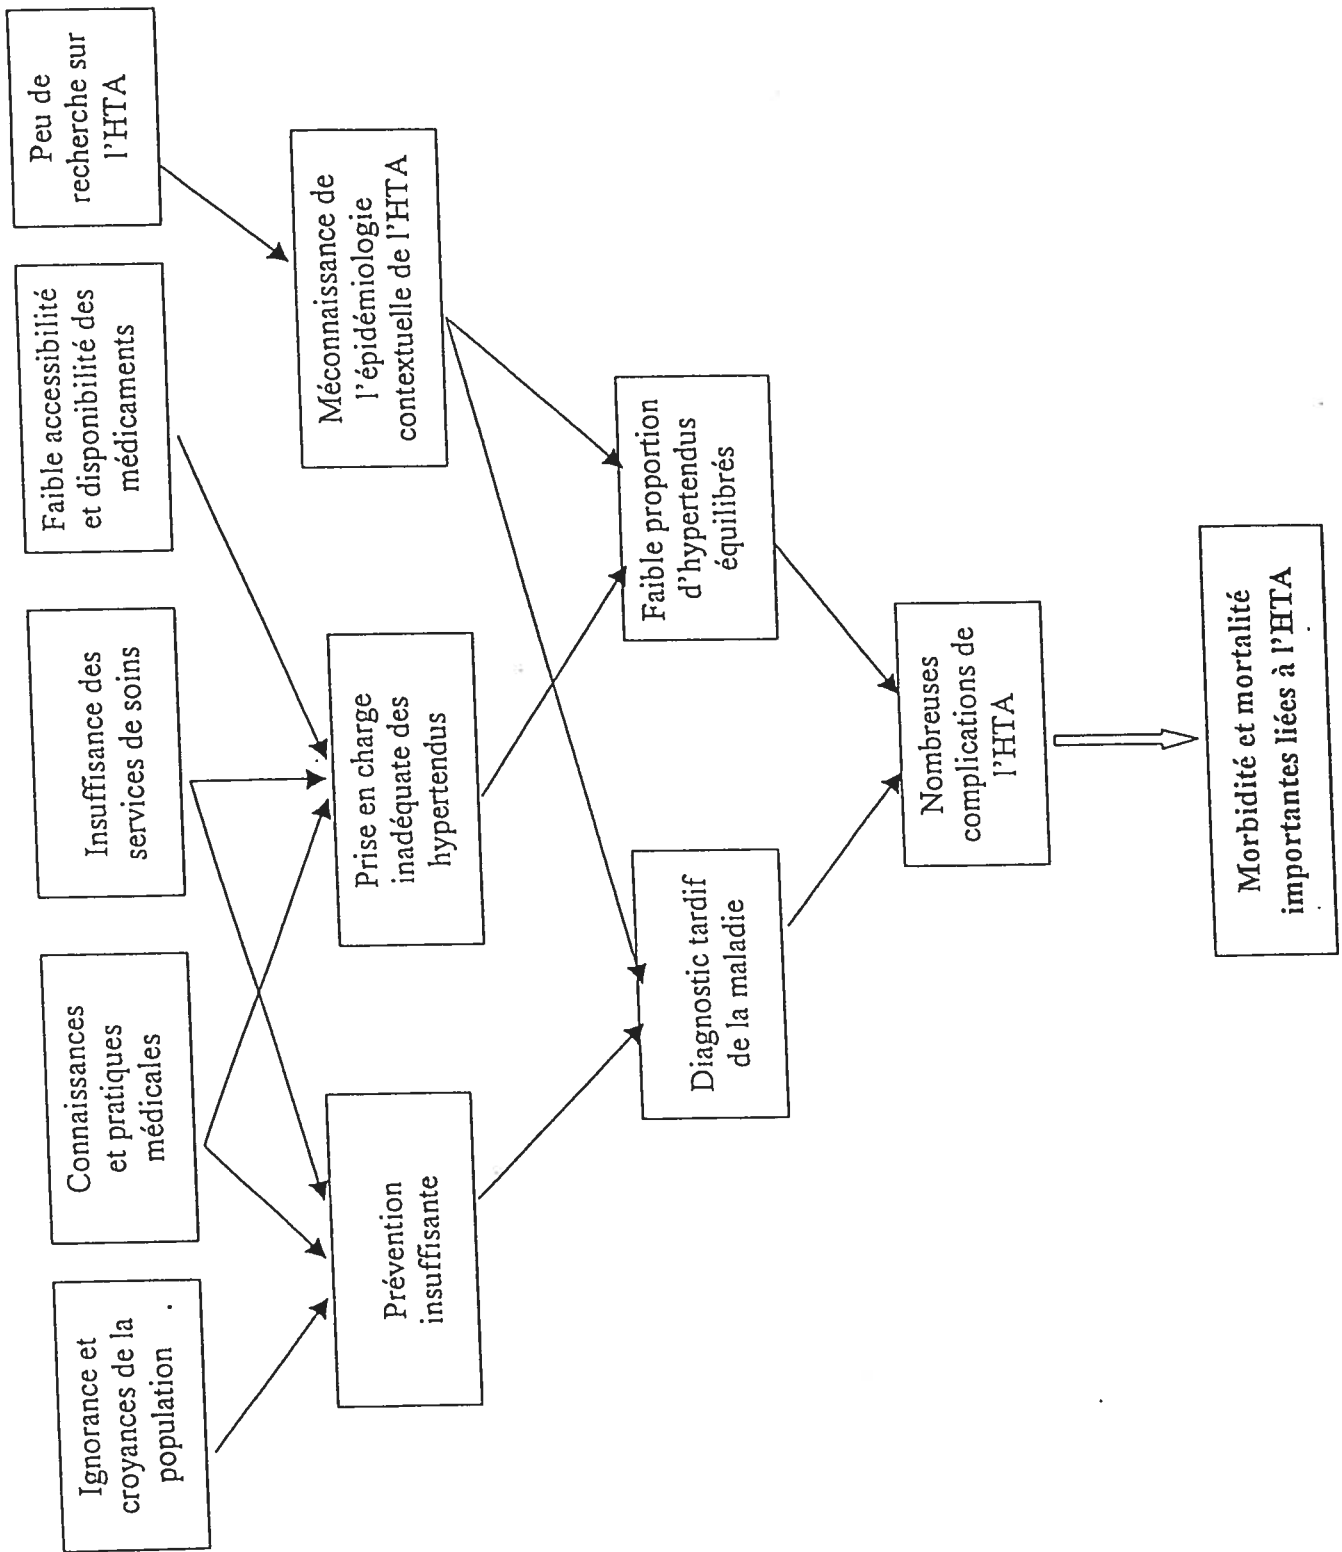 Ignorance et
croyances de la
population
Connaissances
et pratiques
médicales
Insuffisance des
services de soins
Faible accessibilité
et disponibilité des
médicaments
Peu de
recherche sur
l'HTA
Prévention
insuffisante
Prise en charge
inadéquate des
hypertendus
Méconnaissance de
l'épidémiologie
contextuelle de l'HTA
Diagnostic tardif
de la maladie
Faible proportion
d'hypertendus
équilibrés
Nombreuses
complications de
l'HTA
Morbidité et mortalité
importantes liées à l'HTA